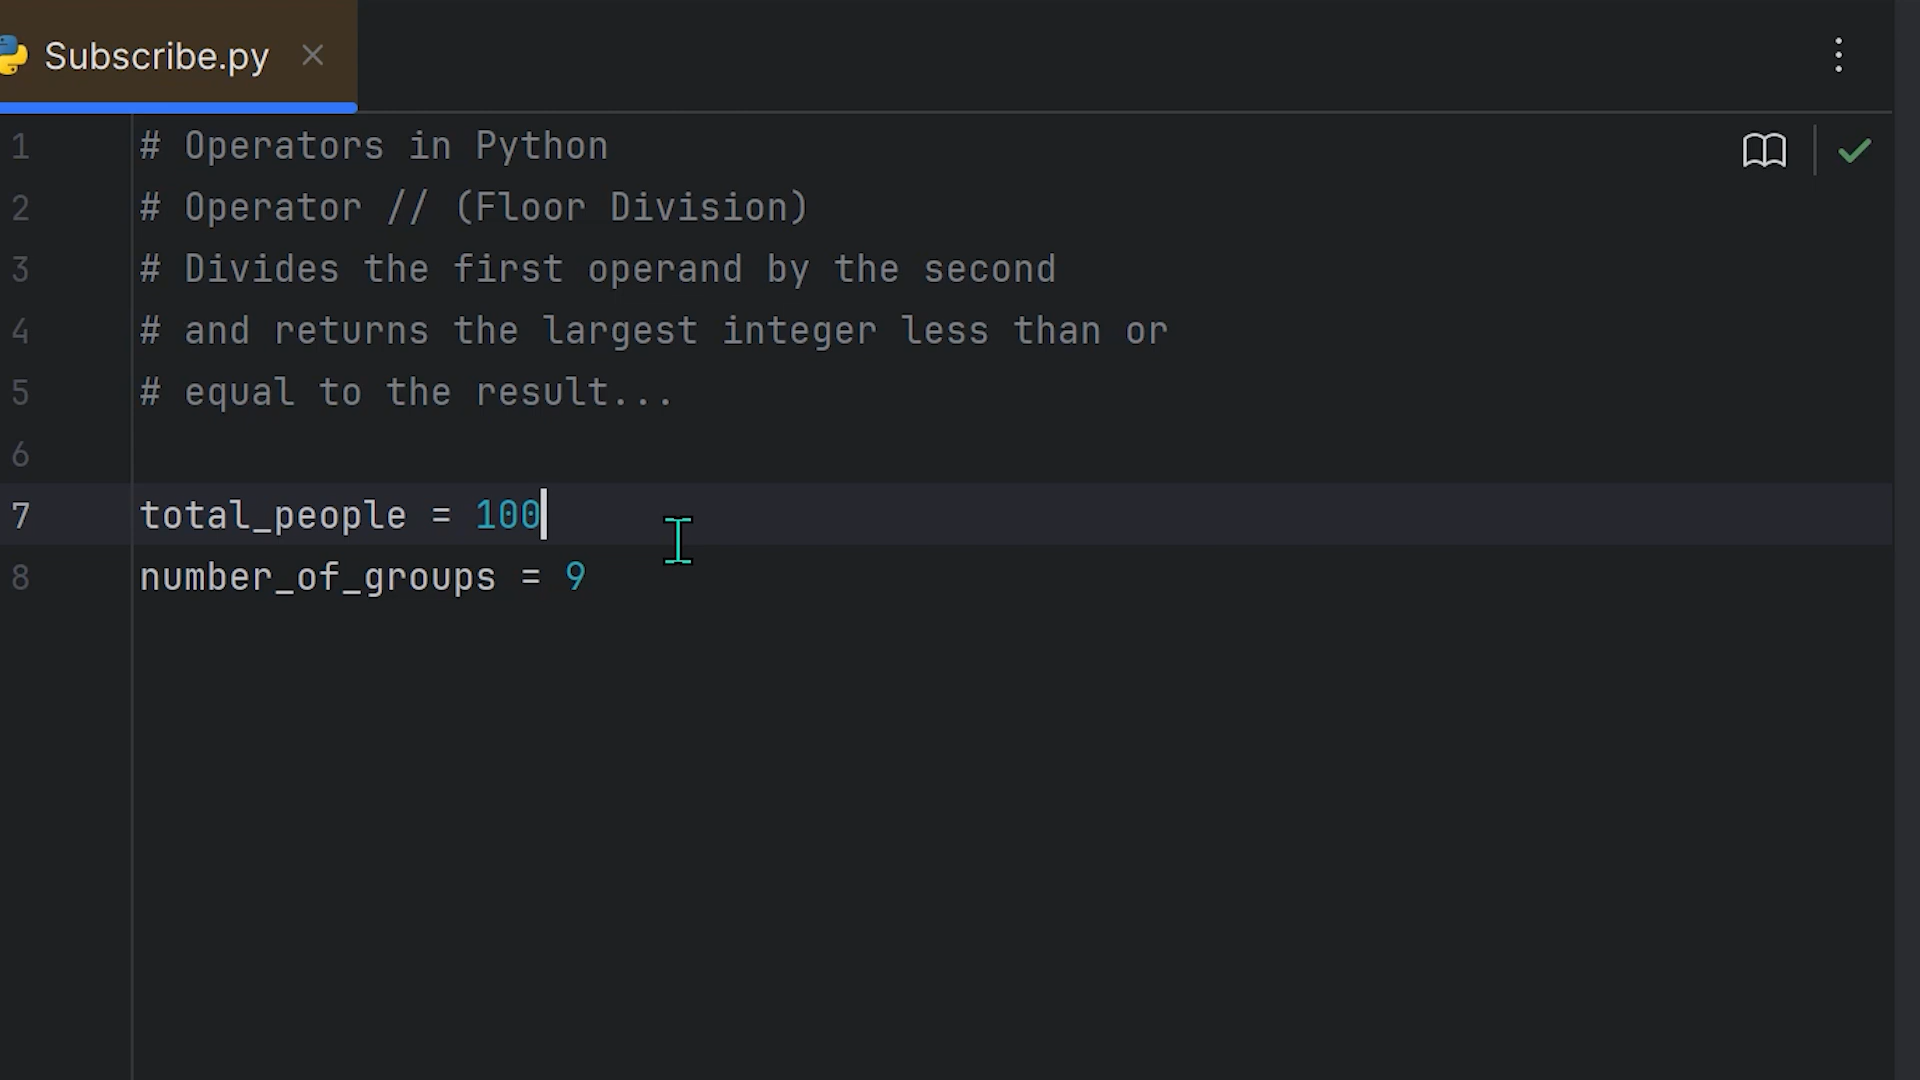 Subscribe.py
1 # Operators in Python
2 # Operator // (Floor Division)
3 # Divides the first operand by the second
4 # and returns the largest integer less than or
5 # equal to the result...
6
7 total_people = 100
8 number_of_groups = 9